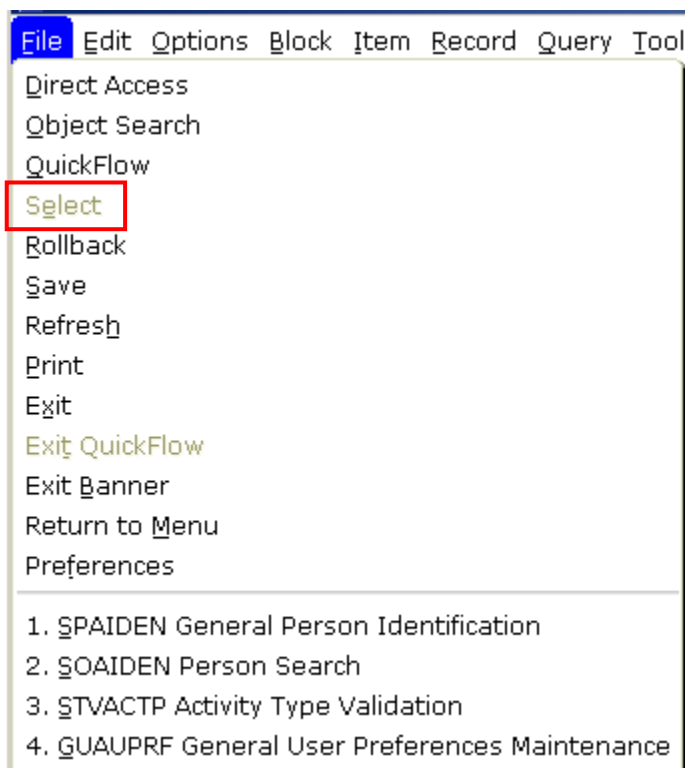 File Edit Options Block Item Record Query Tool
Direct Access
Object Search
QuickFlow
Select
Rollback
Save
Refresh
Print
Exit
Exit QuickFlow
Exit Banner
Return to Menu
Preferences
1. SPAIDEN General Person Identification
2. SOAIDEN Person Search
3. STVACTP Activity Type Validation
4. GUAUPRF General User Preferences Maintenance